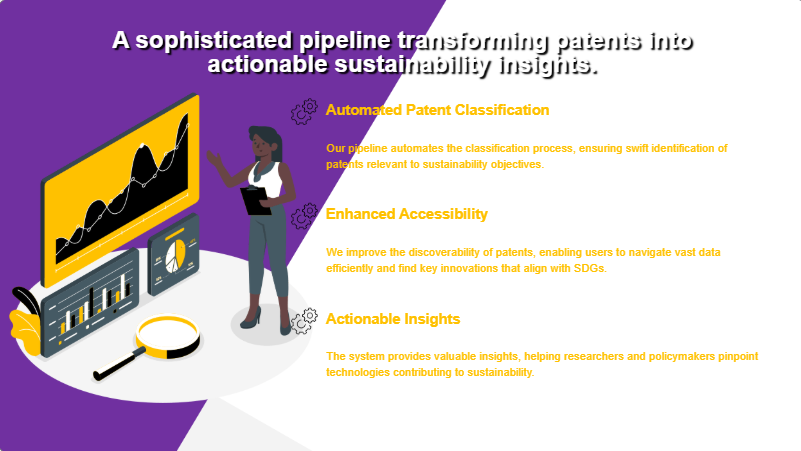 A sophisticated pipeline transforming patents into
actionable sustainability insights.
Automated Patent Classification
Our pipeline automates the classification process, ensuring swift identification of
patents relevant to sustainability objectives.
Enhanced Accessibility
We improve the discoverability of patents, enabling users to navigate vast data
efficiently and find key innovations that align with SDGs.
Actionable Insights
The system provides valuable insights, helping researchers and policymakers pinpoint
technologies contributing to sustainability.